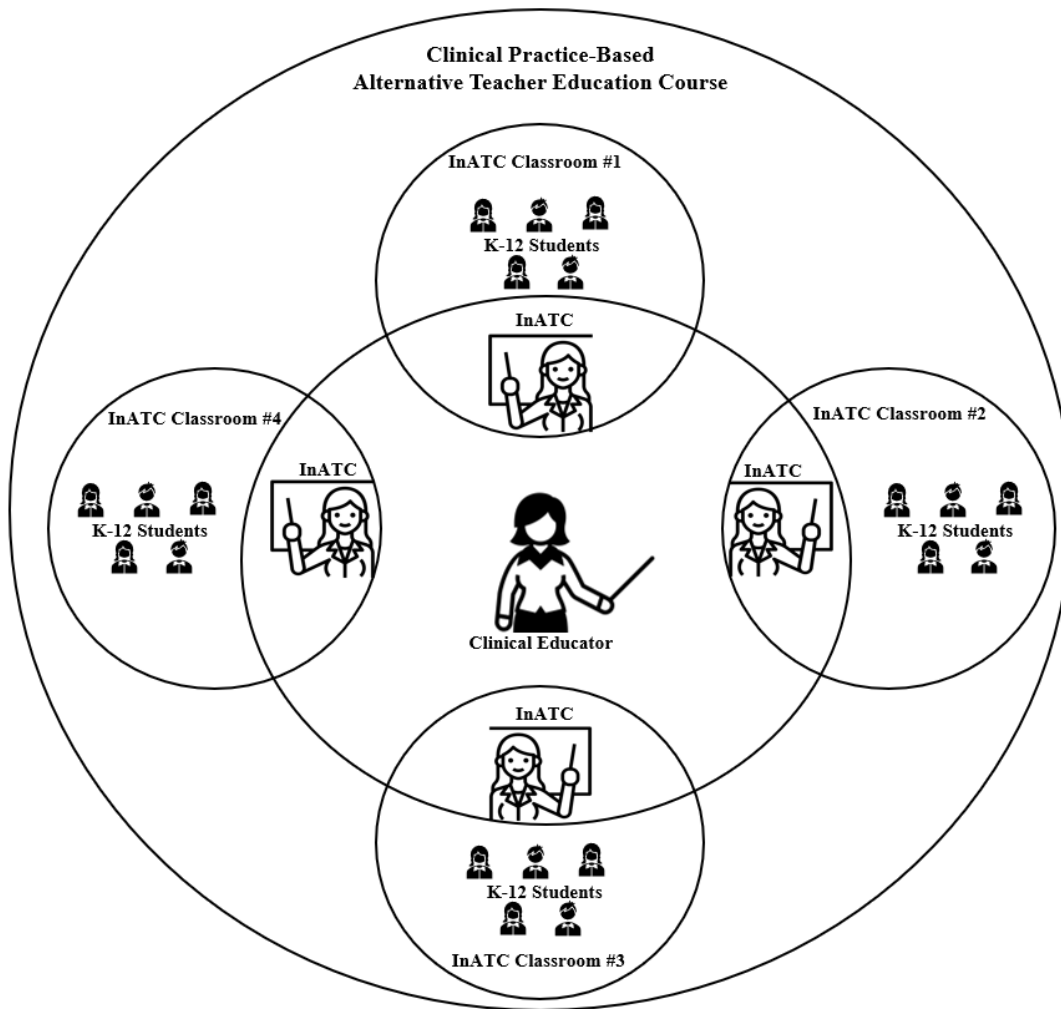 Clinical Practice-Based
Alternative Teacher Education Course
InATC Classroom #1
K-12 Students
InATC
InATC Classroom #4
InATC
K-12 Students
InATC Classroom #2
InATC
K-12 Students
Clinical Educator
InATC
K-12 Students
InATC Classroom #3